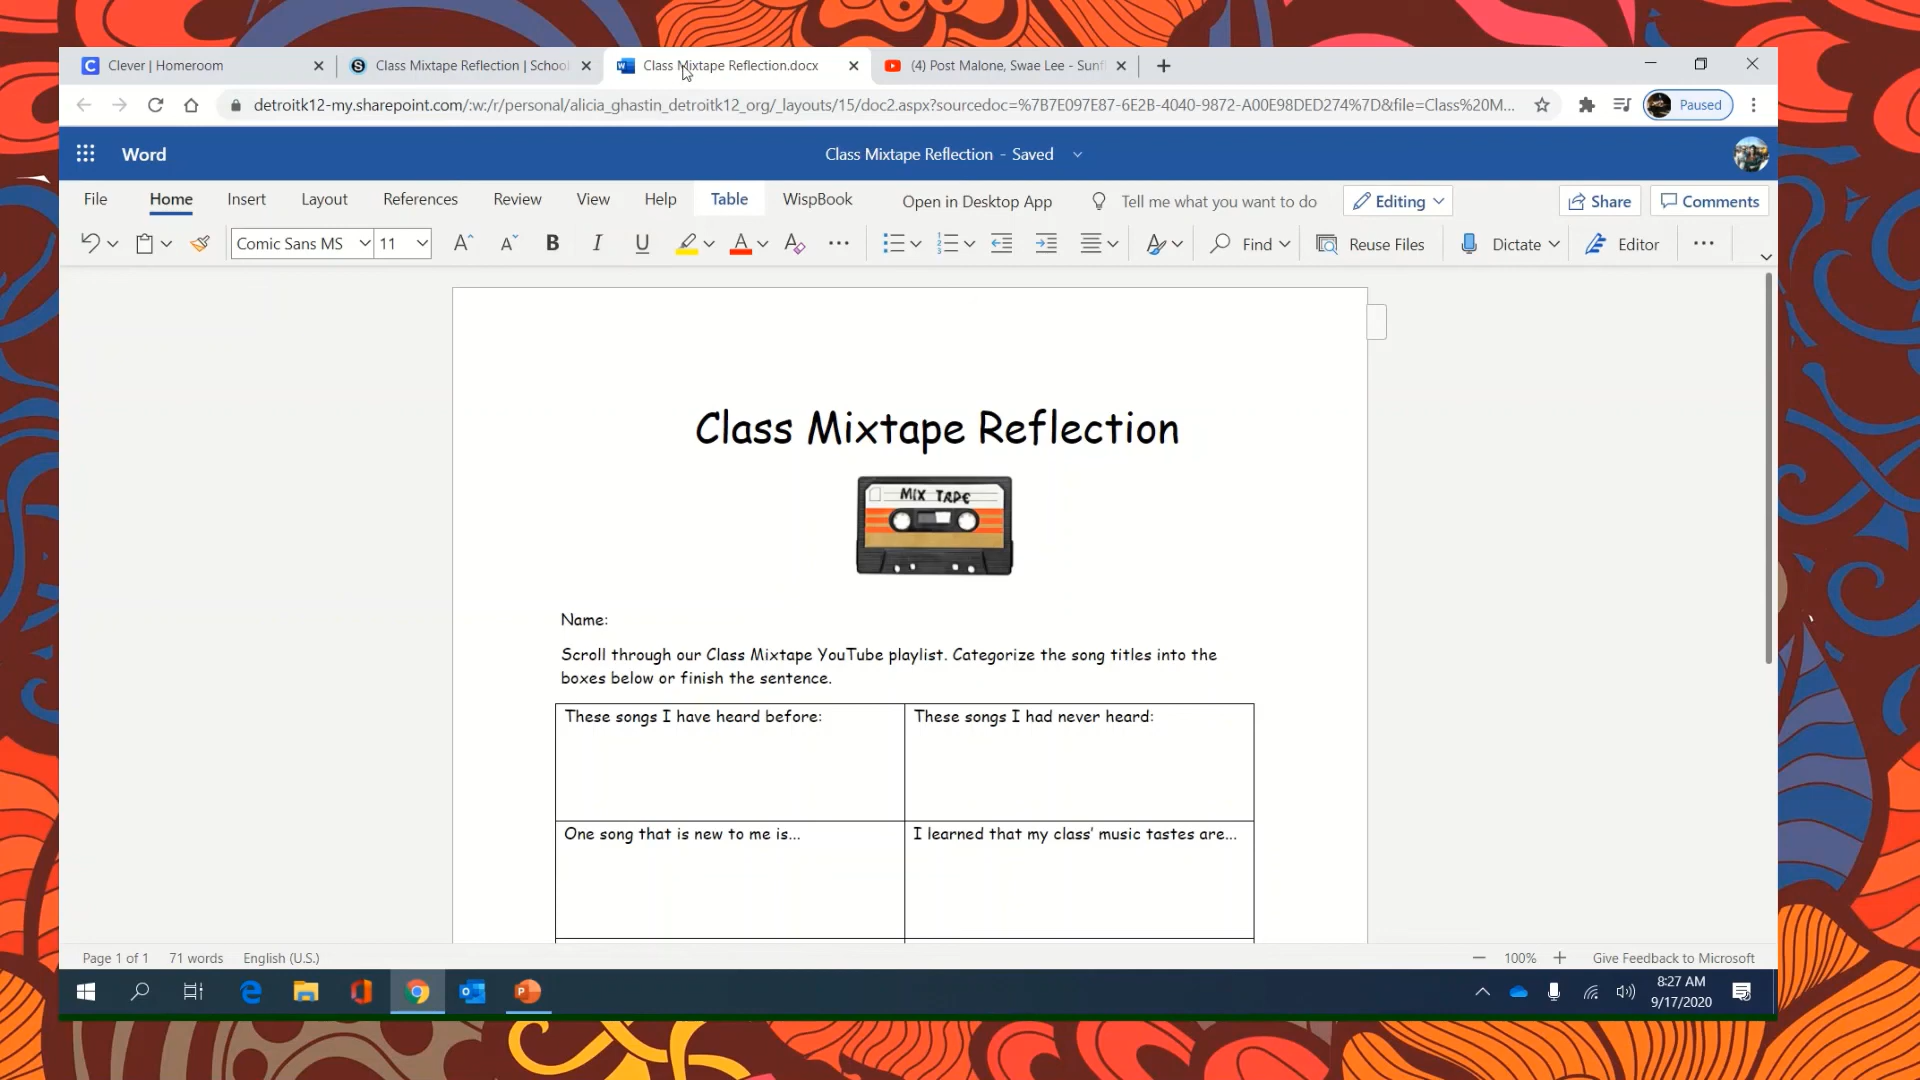 Clever | Homeroom
Class Mixtape Reflection | School
Class Mixtape Reflection.docx
(4) Post Malone, Swae Lee - Sunf
detroitk12-my.sharepoint.com/:w:/r/personal/alicia_ghastin_detroitk12_org/_layouts/15/doc2.aspx?sourcedoc=%7B7E097E87-6E2B-4040-9872-A00E98DED274%7D&file=Class%20M...
Paused
Word
Class Mixtape Reflection - Saved
File Home Insert Layout References Review View Help Table WispBook Open in Desktop App Tell me what you want to do Editing Share Comments
Comic Sans MS 11 Find Reuse Files Dictate Editor
Class Mixtape Reflection
MIX TAPE
Name:
Scroll through our Class Mixtape YouTube playlist. Categorize the song titles into the
boxes below or finish the sentence.
These songs I have heard before:
These songs I had never heard:
One song that is new to me is...
I learned that my class’ music tastes are...
Page 1 of 1 71 words English (U.S.) 100% Give Feedback to Microsoft
8:27 AM
9/17/2020